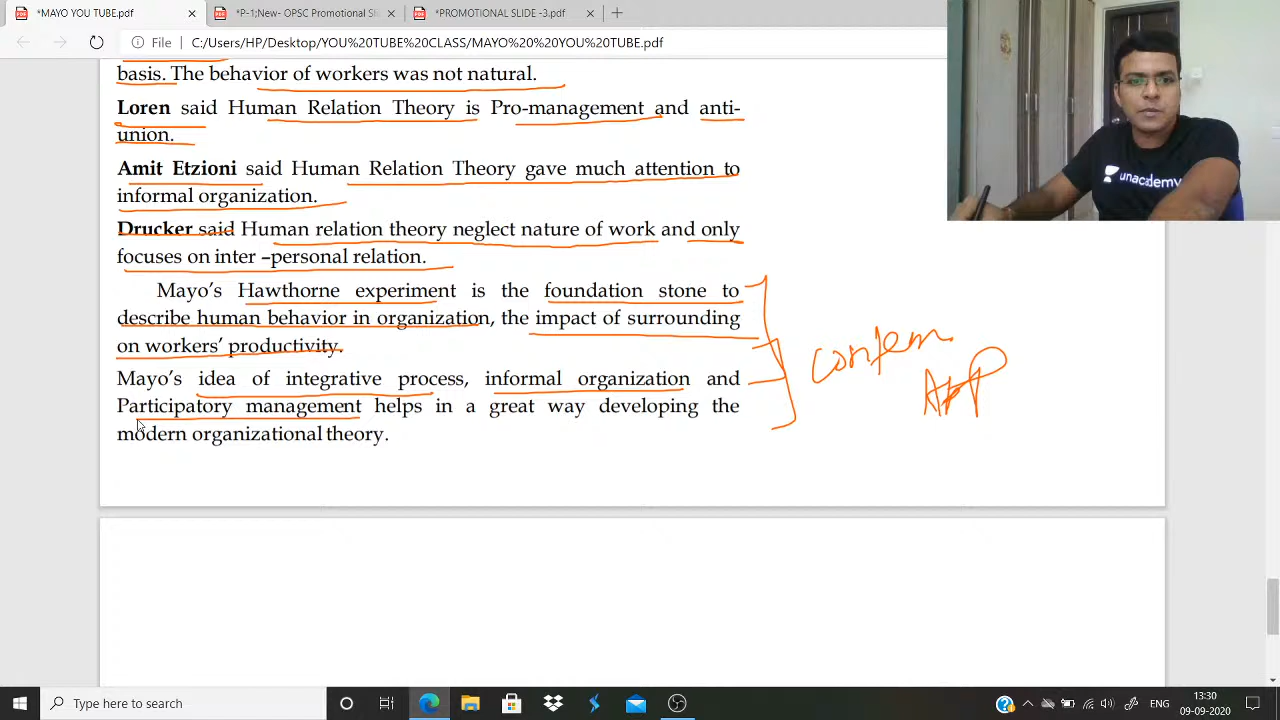 *MAYO YOU TUBE.pdf
*P-1;New- OPSC Promotional Sl
*PROMOTIONAL SLIDE -3.pdf
File C:/Users/HP/Desktop/YOU%20TUBE%20CLASS/MAYO%20%20YOU%20TUBE.pdf
basis. The behavior of workers was not natural.
Loren said Human Relation Theory is Pro-management and anti-
union.
Amit Etzioni said Human Relation Theory gave much attention to
informal organization.
Drucker said Human relation theory neglect nature of work and only
focuses on inter –personal relation.
Mayo’s Hawthorne experiment is the foundation stone to
describe human behavior in organization, the impact of surrounding
on workers’ productivity.
Mayo’s idea of integrative process, informal organization and
Participatory management helps in a great way developing the
modern organizational theory.
contem
unacademy
Type here to search
ENG
13:30
09-09-2020